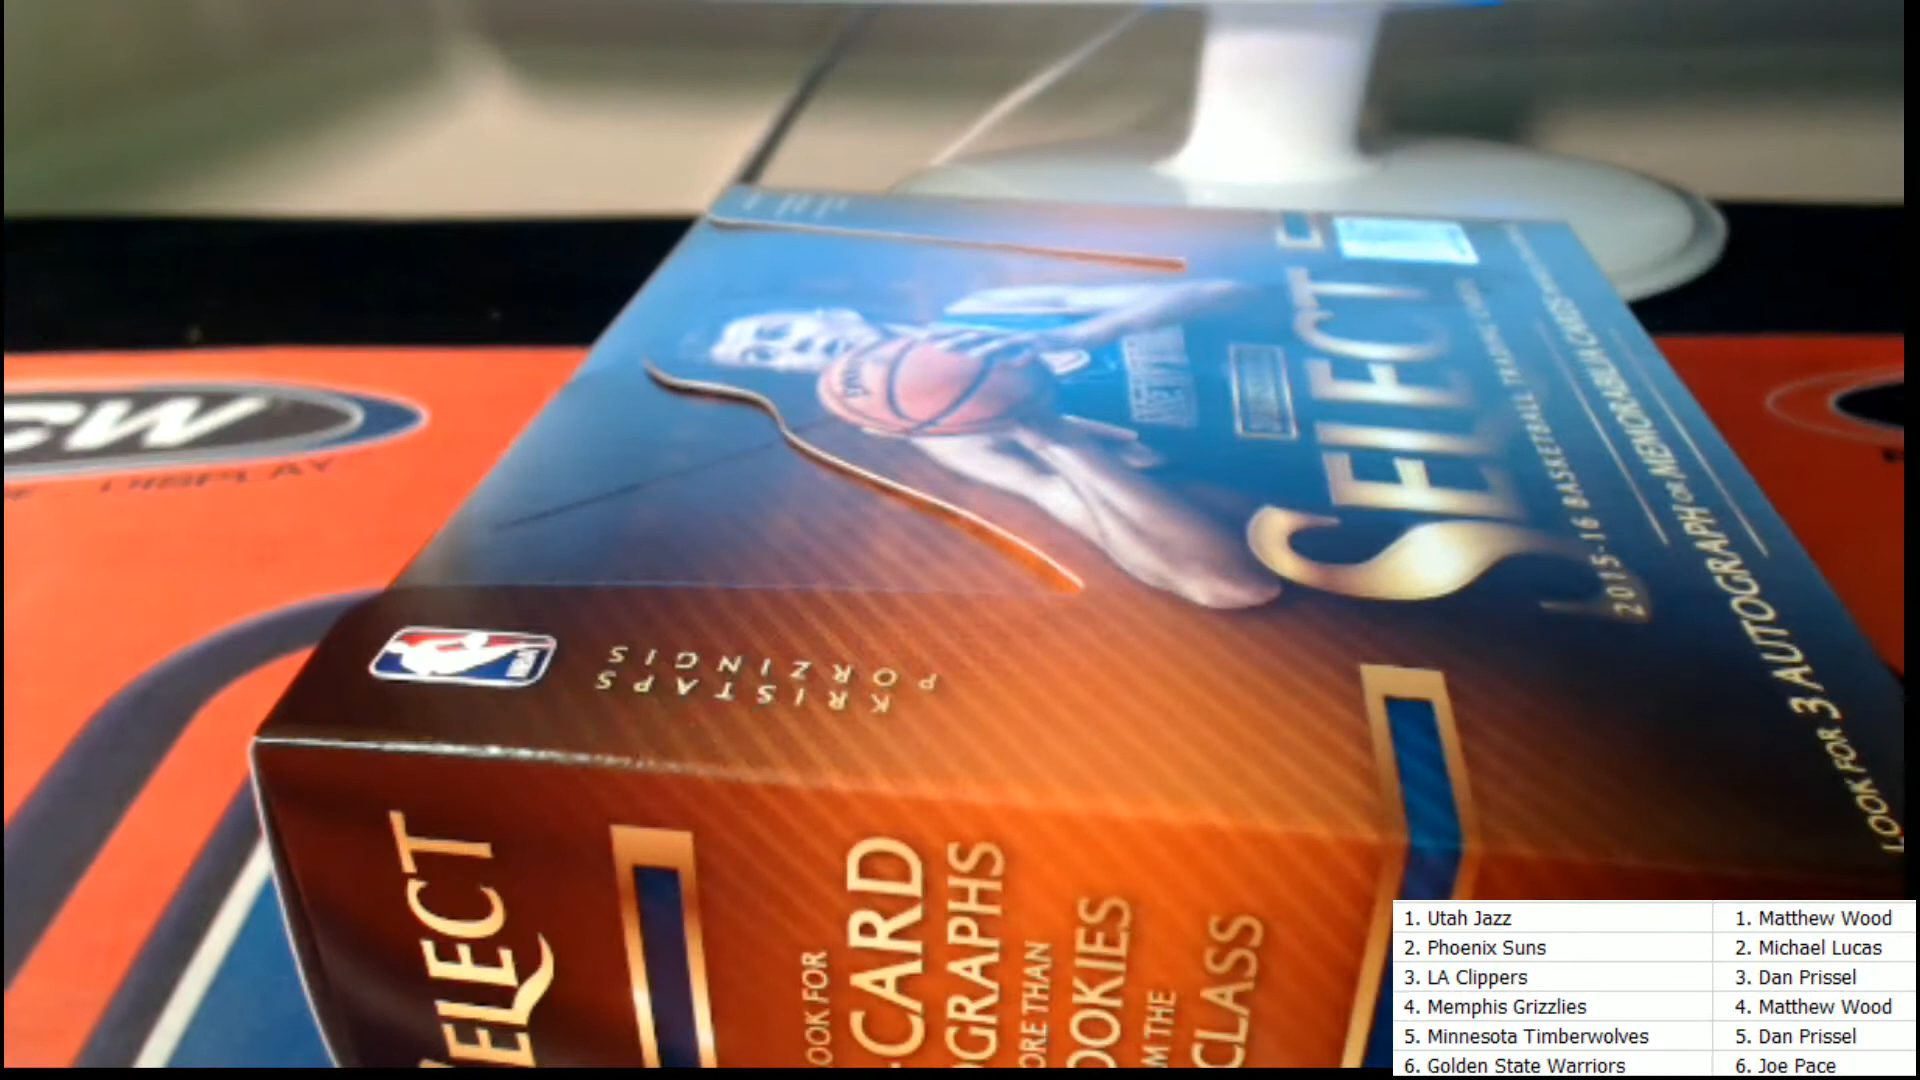 CW
DISPLAY
SELECT
2015-16 BASKETBALL TRADING CARDS
LOOK FOR 3 AUTOGRAPH OR MEMORABILIA CARDS
NBA
KRISTAPS
PORZINGIS
SELECT
OOK FOR
-CARD
OGRAPHS
ORE THAN
OOKIES
M THE
CLASS
1. Utah Jazz 1. Matthew Wood
2. Phoenix Suns 2. Michael Lucas
3. LA Clippers 3. Dan Prissel
4. Memphis Grizzlies 4. Matthew Wood
5. Minnesota Timberwolves 5. Dan Prissel
6. Golden State Warriors 6. Joe Pace